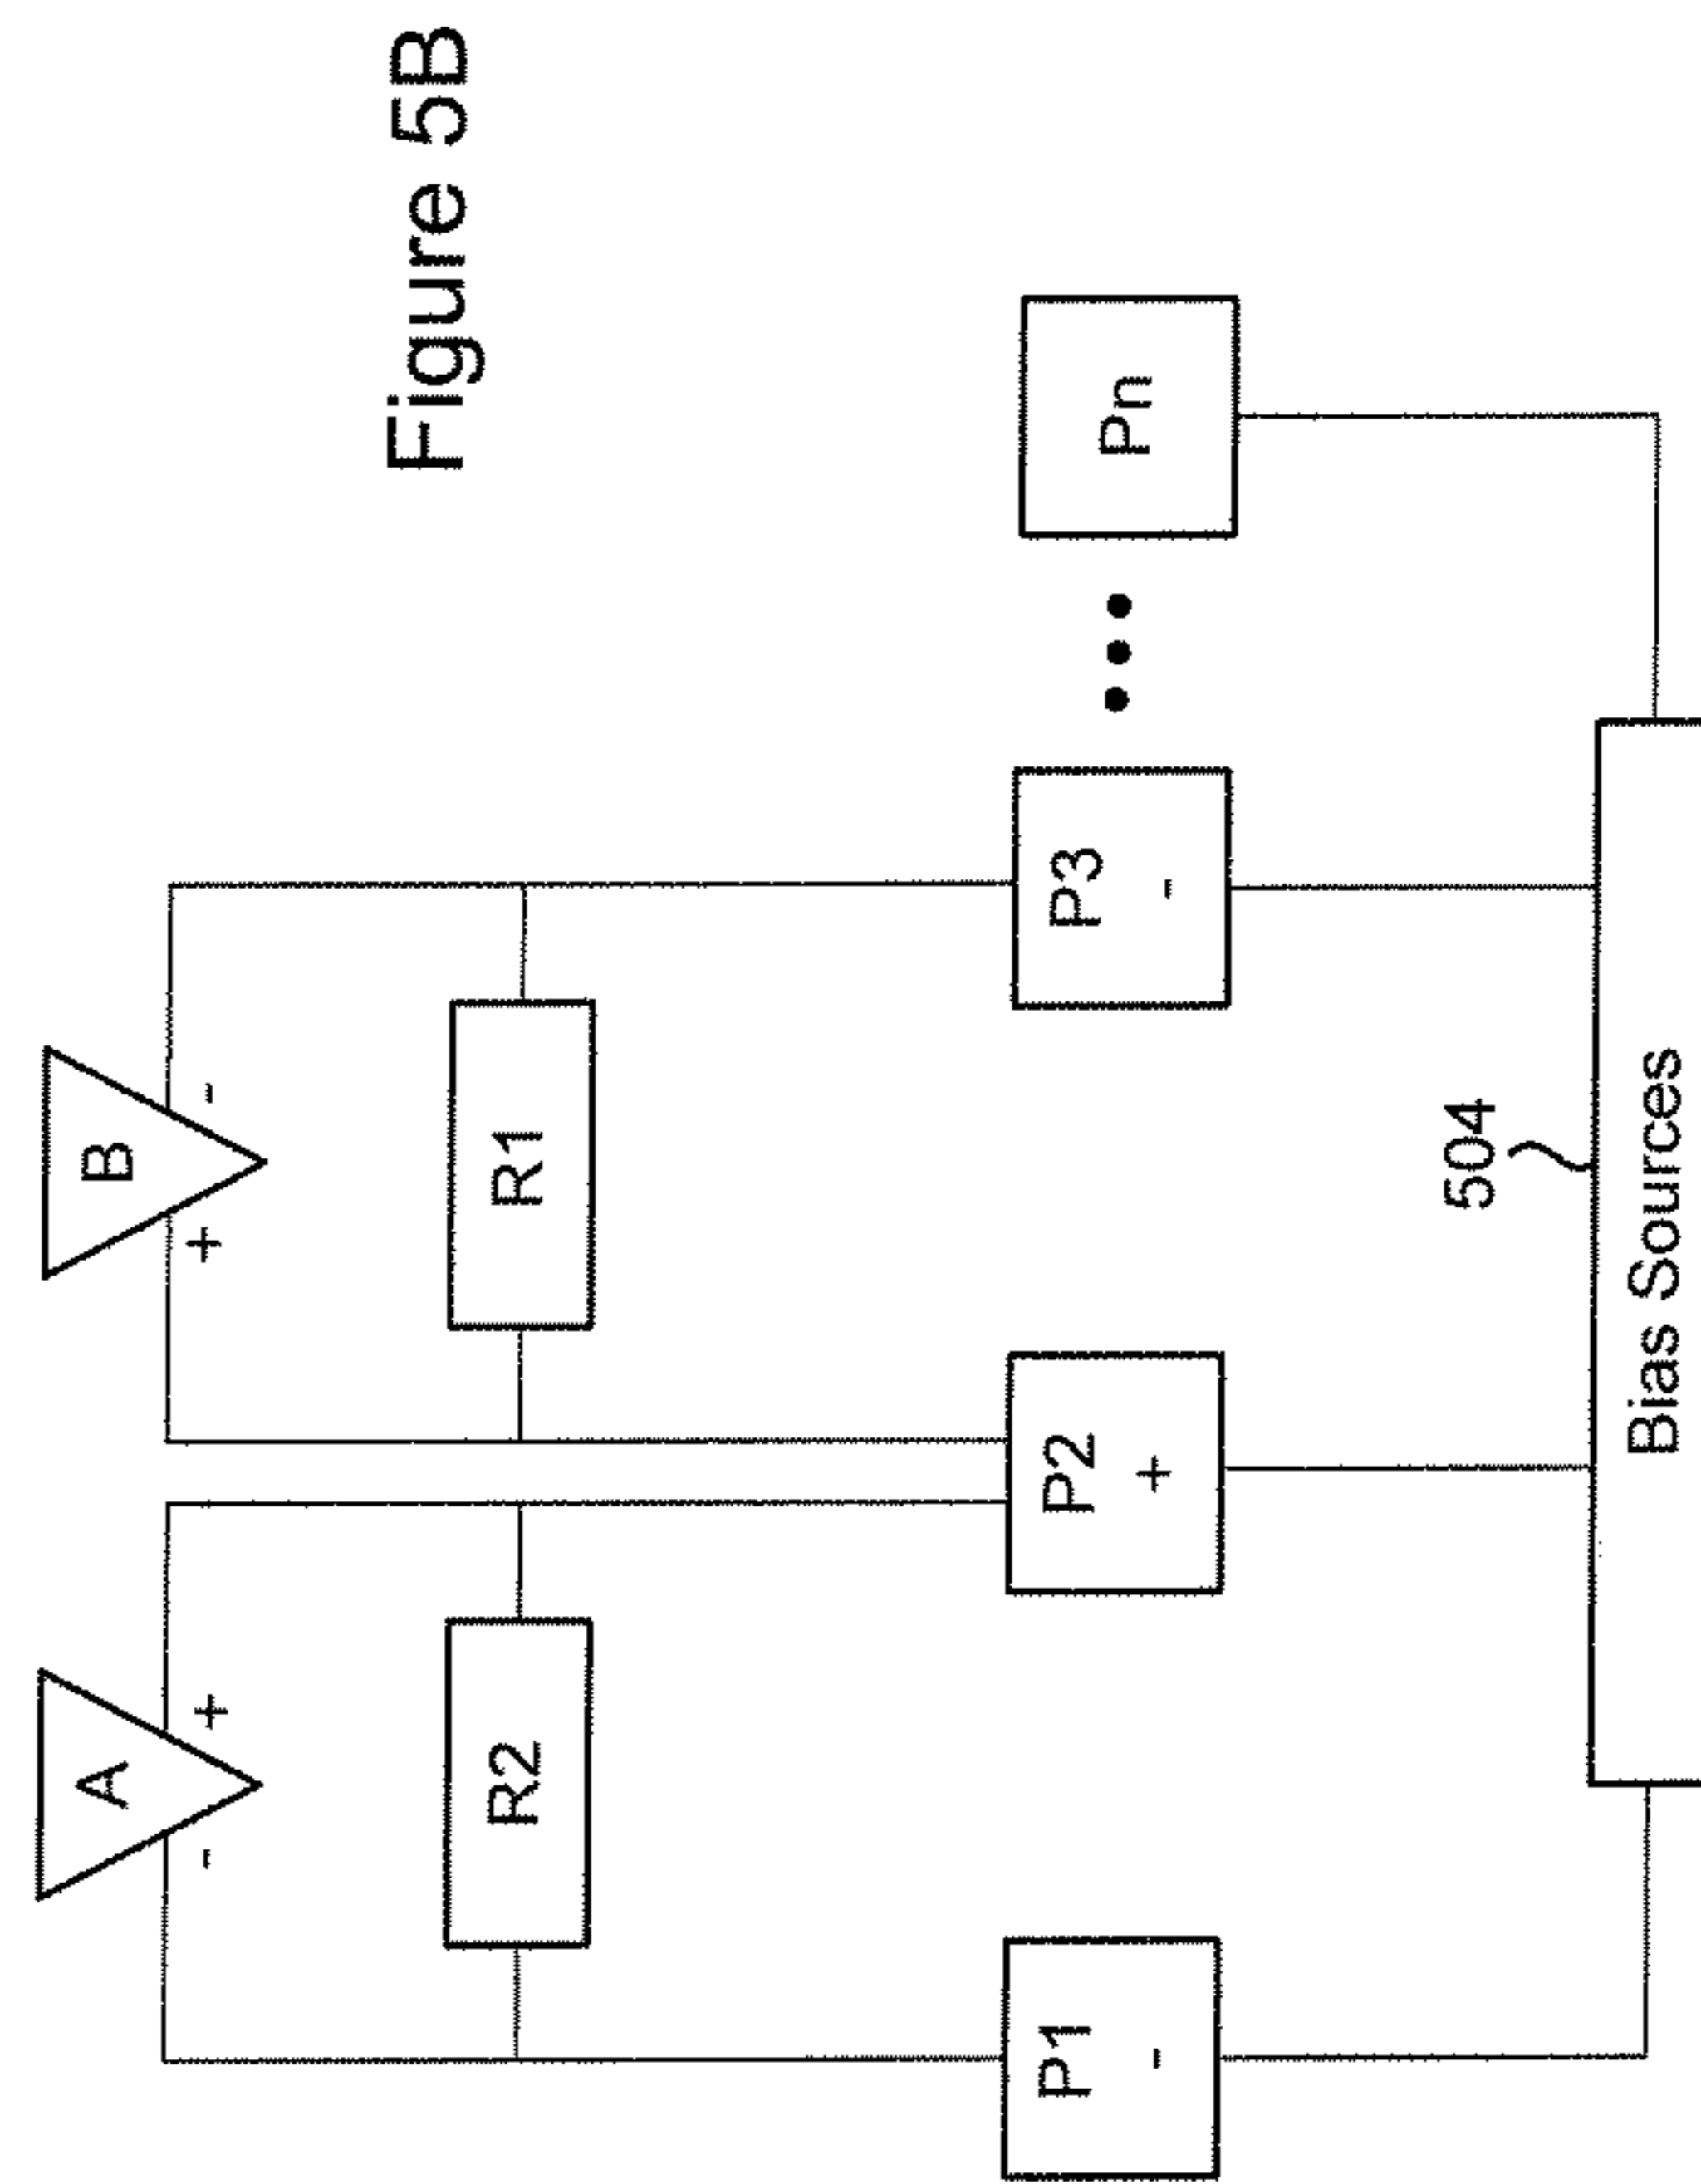 Figure 5B
A
B
-
+
+
-
R2
R1
P1
-
P2
+
P3
-
Pn
504
Bias Sources